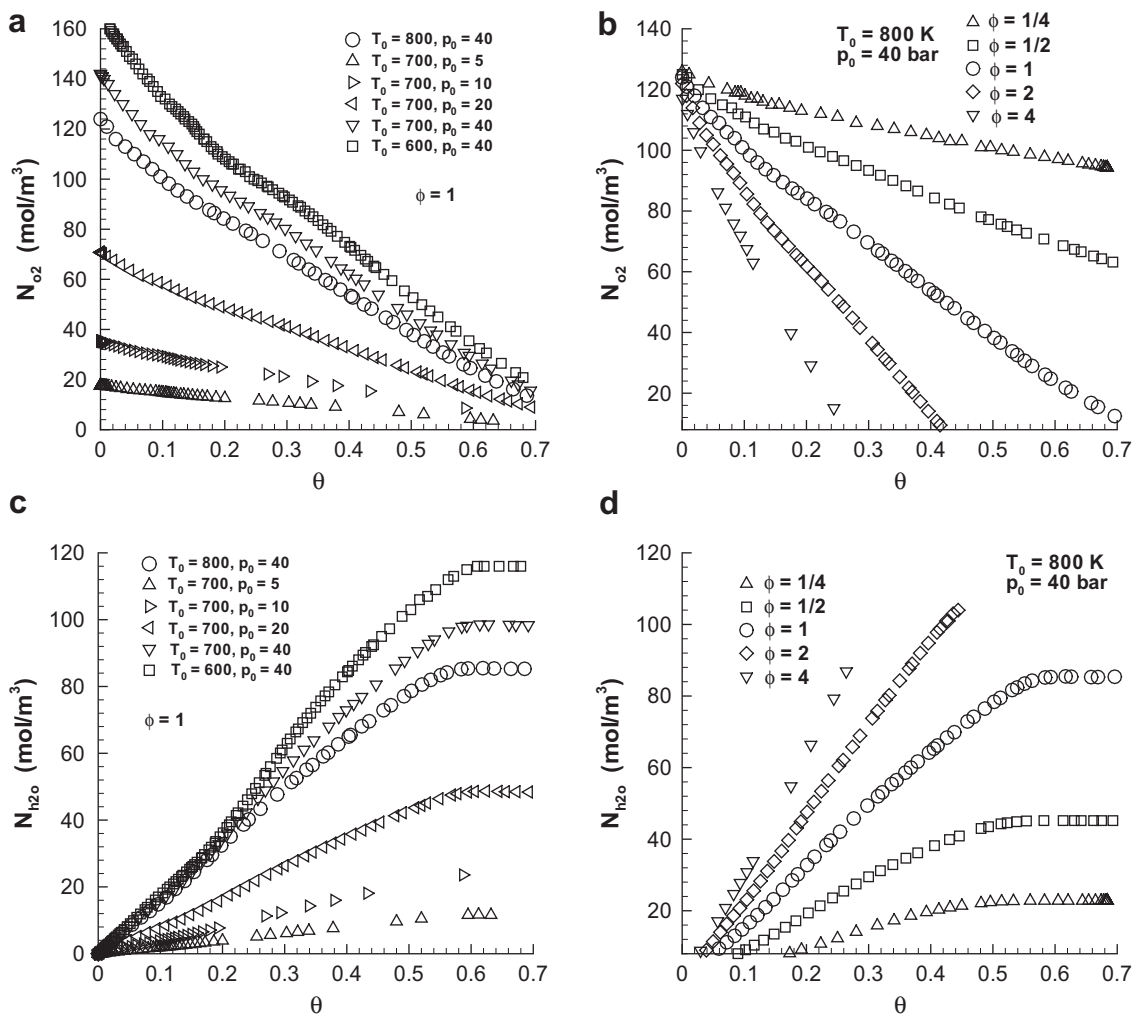 a
160
140
120
100
80
60
40
20
0
N_o2 (mol/m³)
0
0.1
0.2
0.3
0.4
0.5
0.6
0.7
θ
T₀ = 800, p₀ = 40
T₀ = 700, p₀ = 5
T₀ = 700, p₀ = 10
T₀ = 700, p₀ = 20
T₀ = 700, p₀ = 40
T₀ = 600, p₀ = 40
ϕ = 1
b
140
120
100
80
60
40
20
N_o2 (mol/m³)
0
0.1
0.2
0.3
0.4
0.5
0.6
0.7
θ
T₀ = 800 K
p₀ = 40 bar
ϕ = 1/4
ϕ = 1/2
ϕ = 1
ϕ = 2
ϕ = 4
c
120
100
80
60
40
20
0
N_h2o (mol/m³)
0
0.1
0.2
0.3
0.4
0.5
0.6
0.7
θ
T₀ = 800, p₀ = 40
T₀ = 700, p₀ = 5
T₀ = 700, p₀ = 10
T₀ = 700, p₀ = 20
T₀ = 700, p₀ = 40
T₀ = 600, p₀ = 40
ϕ = 1
d
120
100
80
60
40
20
N_h2o (mol/m³)
0
0.1
0.2
0.3
0.4
0.5
0.6
0.7
θ
ϕ = 1/4
ϕ = 1/2
ϕ = 1
ϕ = 2
ϕ = 4
T₀ = 800 K
p₀ = 40 bar